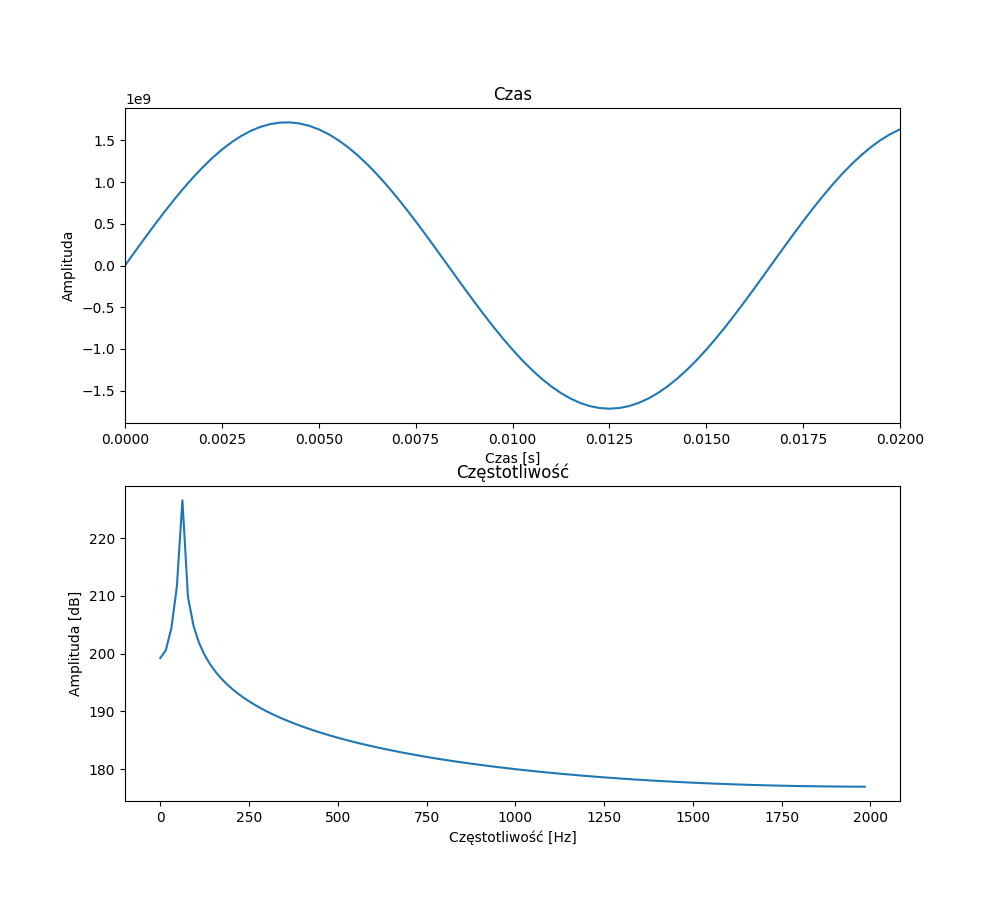 Czas
1e9
Amplituda
1.5
1.0
0.5
0.0
−0.5
−1.0
−1.5
0.0000 0.0025 0.0050 0.0075 0.0100 0.0125 0.0150 0.0175 0.0200
Czas [s]
Częstotliwość
Amplituda [dB]
220
210
200
190
180
0 250 500 750 1000 1250 1500 1750 2000
Częstotliwość [Hz]